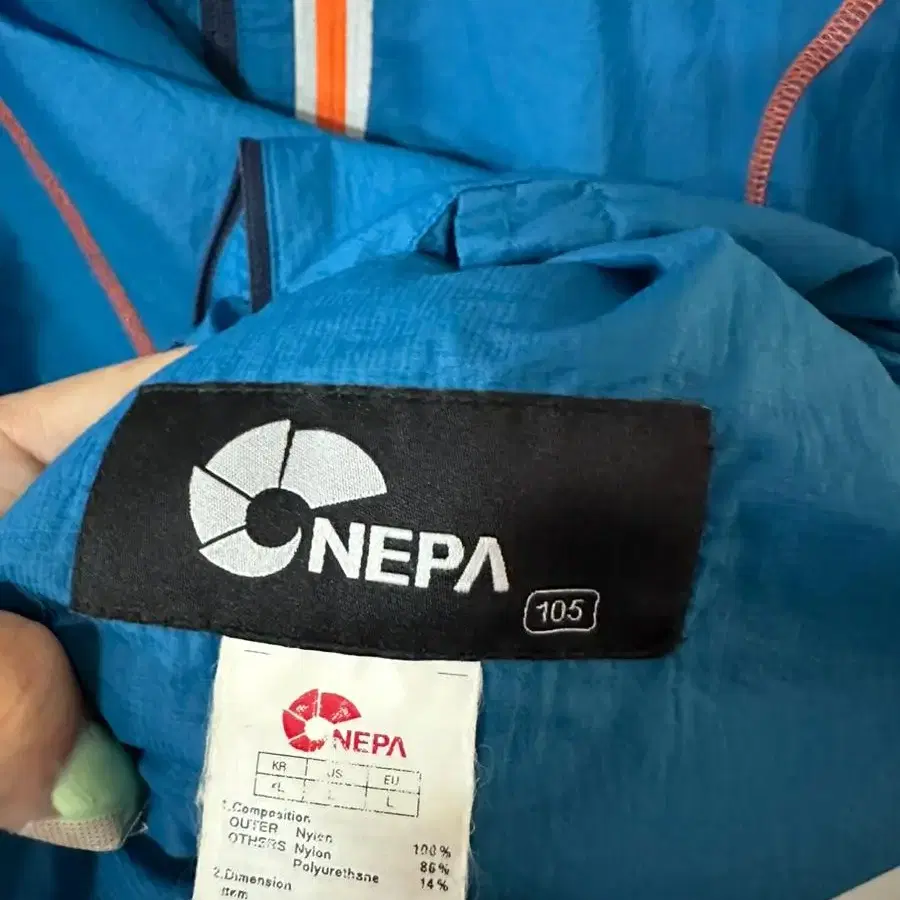 NEPA
105
NEPA
KR US EU
XL L L
1.Composition
OUTER Nylon 100%
OTHERS Nylon 86%
Polyurethane 14%
2.Dimension
Item